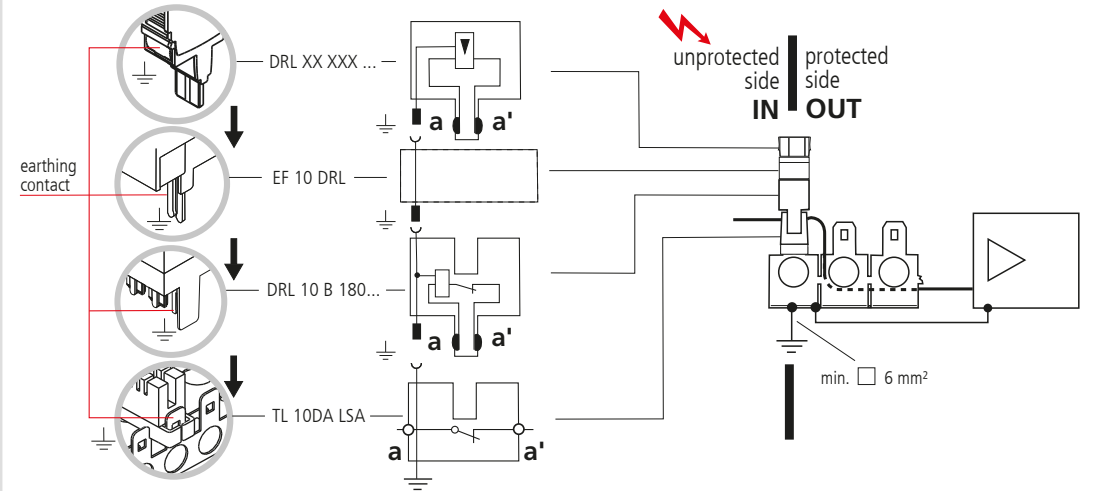 DRL XX XXX ...
EF 10 DRL
DRL 10 B 180...
TL 10DA LSA
earthing
contact
a a'
a a'
a a'
unprotected
side
IN
protected
side
OUT
min. □ 6 mm²